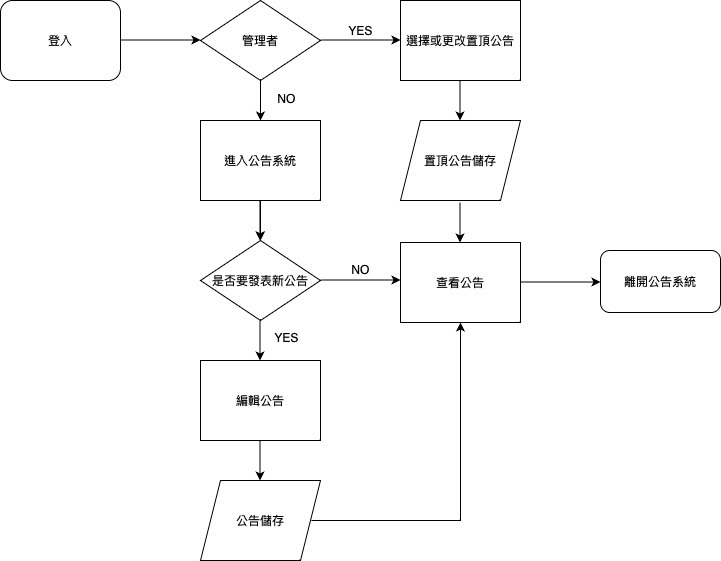 登入
管理者
YES
選擇或更改置頂公告
NO
進入公告系統
置頂公告儲存
是否要發表新公告
NO
查看公告
離開公告系統
YES
編輯公告
公告儲存